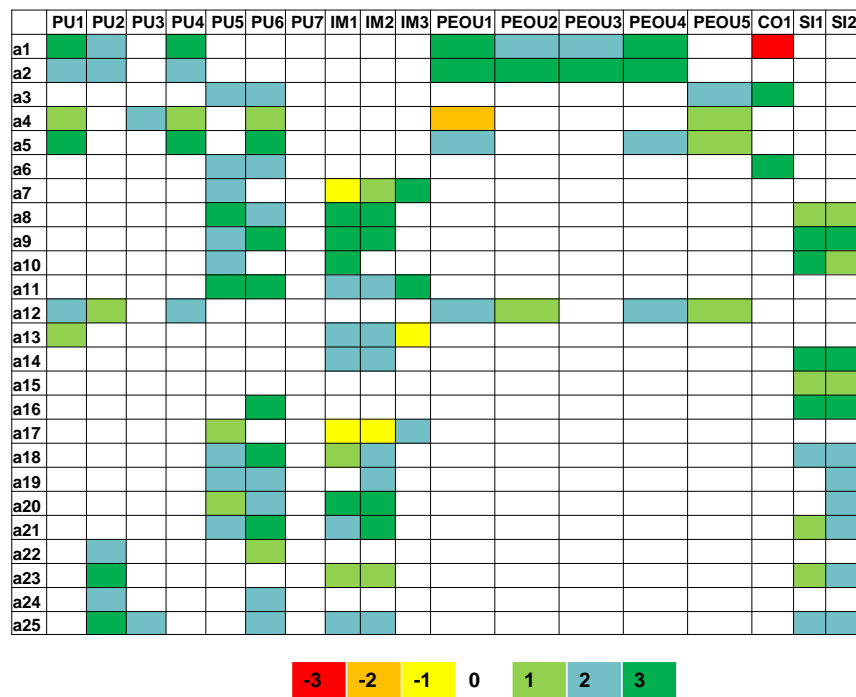 PU1 PU2 PU3 PU4 PU5 PU6 PU7 IM1 IM2 IM3 PEOU1 PEOU2 PEOU3 PEOU4 PEOU5 CO1 SI1 SI2
a1
a2
a3
a4
a5
a6
a7
a8
a9
a10
a11
a12
a13
a14
a15
a16
a17
a18
a19
a20
a21
a22
a23
a24
a25
-3 -2 -1 0 1 2 3